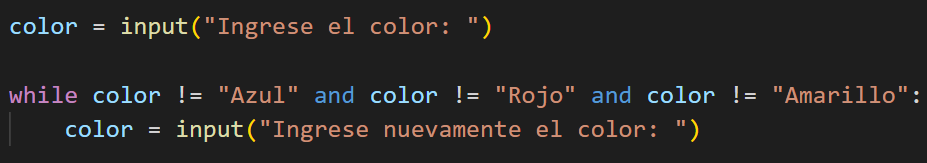 color = input("Ingrese el color: ")
while color != "Azul" and color != "Rojo" and color != "Amarillo":
    color = input("Ingrese nuevamente el color: ")